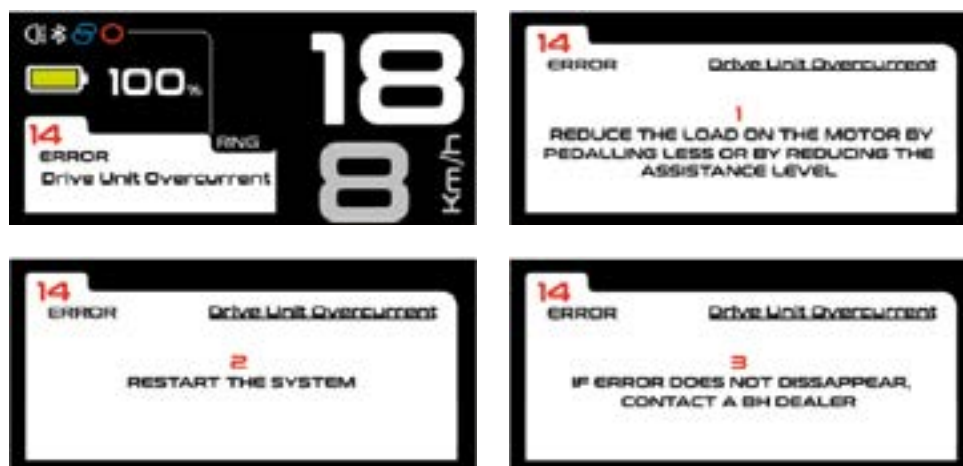 100%
18
14
ERROR
Drive Unit Overcurrent
RNG
8
Km/h
14
ERROR
Drive Unit Overcurrent
1
REDUCE THE LOAD ON THE MOTOR BY
PEDALLING LESS OR BY REDUCING THE
ASSISTANCE LEVEL
14
ERROR
Drive Unit Overcurrent
2
RESTART THE SYSTEM
14
ERROR
Drive Unit Overcurrent
3
IF ERROR DOES NOT DISSAPPEAR,
CONTACT A BH DEALER